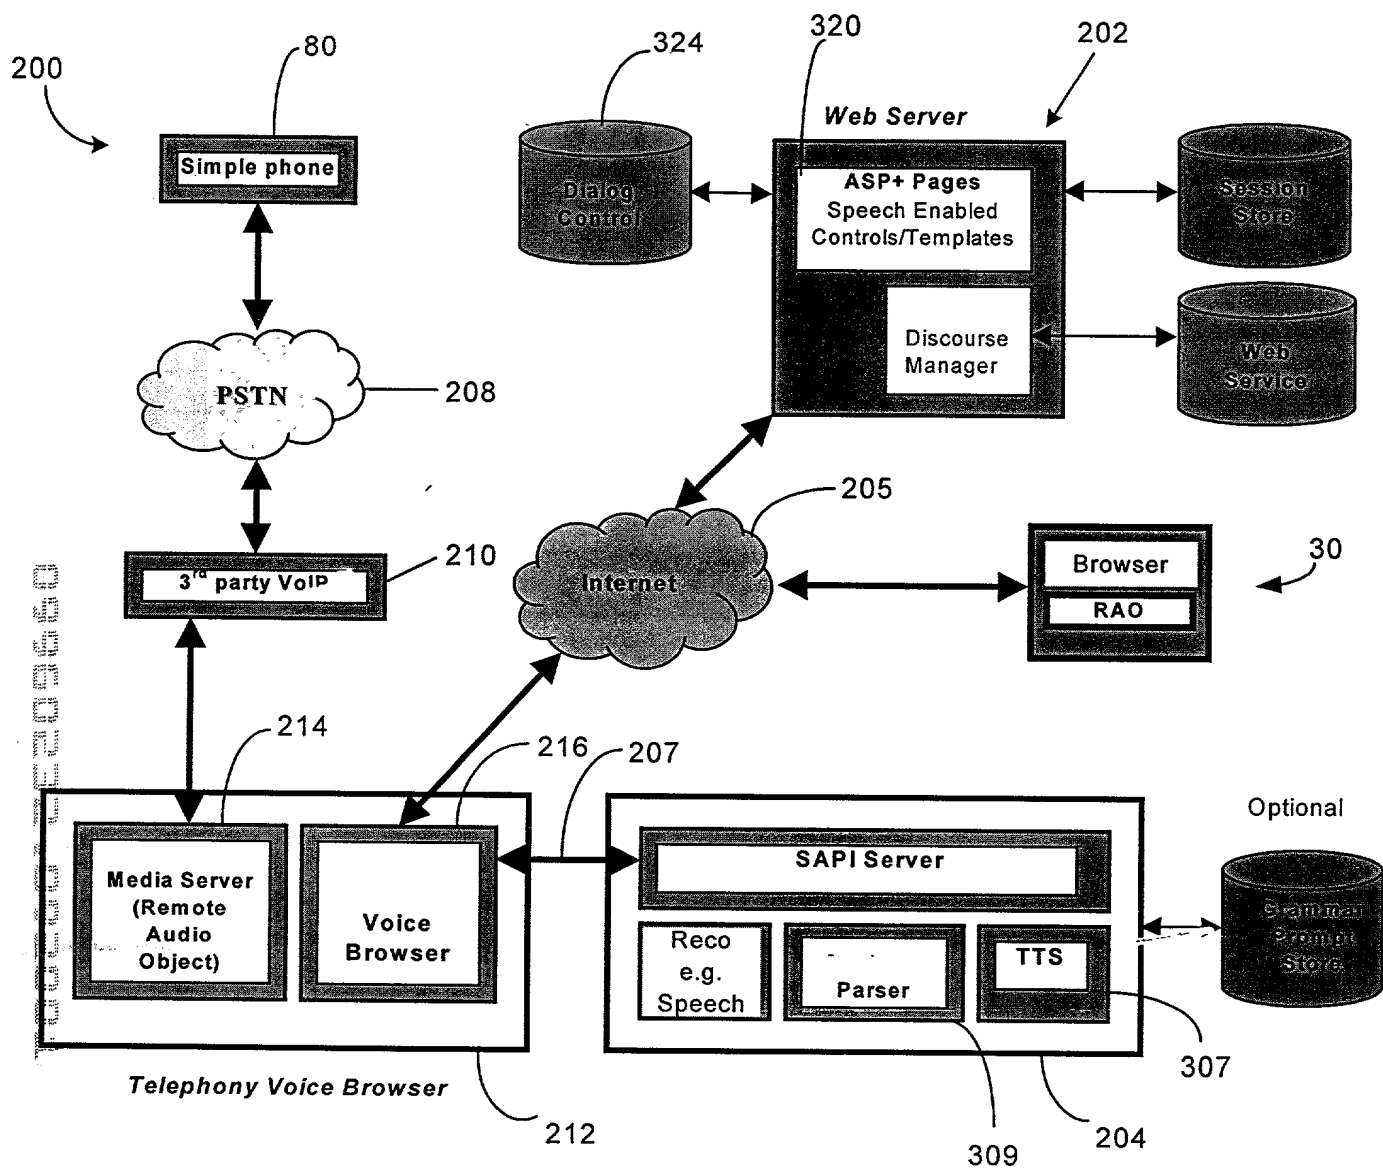 200
80
324
320
202
Web Server
Simple phone
Dialog
Control
ASP+ Pages
Speech Enabled
Controls/Templates
Session
Store
Discourse
Manager
Web
Service
PSTN
208
205
3rd party VoIP
210
Internet
Browser
RAO
30
214
216
207
Optional
Media Server
(Remote
Audio
Object)
Voice
Browser
SAPI Server
Reco
e.g.
Speech
Parser
TTS
Grammar
Prompt
Store
Telephony Voice Browser
212
309
204
307